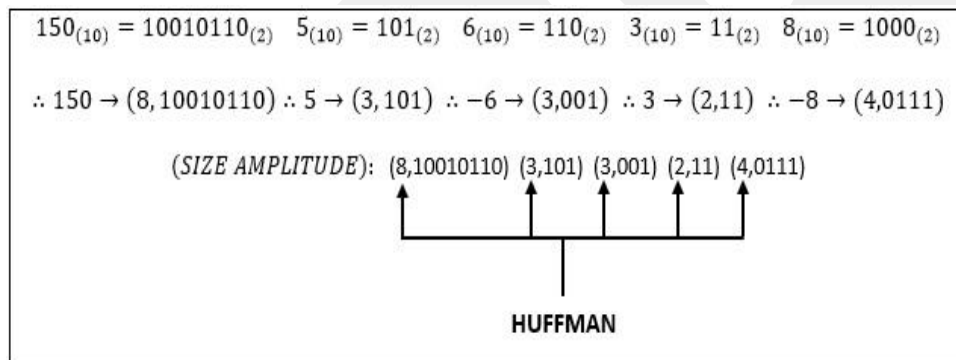 150₍₁₀₎ = 10010110₍₂₎ 5₍₁₀₎ = 101₍₂₎ 6₍₁₀₎ = 110₍₂₎ 3₍₁₀₎ = 11₍₂₎ 8₍₁₀₎ = 1000₍₂₎
∴ 150 → (8, 10010110) ∴ 5 → (3, 101) ∴ −6 → (3,001) ∴ 3 → (2,11) ∴ −8 → (4,0111)
(SIZE AMPLITUDE): (8,10010110) (3,101) (3,001) (2,11) (4,0111)
HUFFMAN